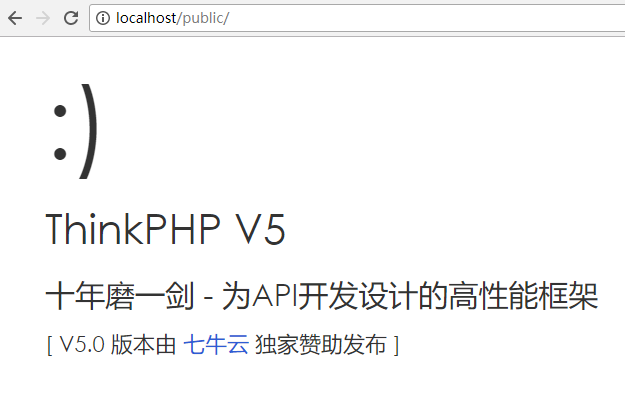 localhost/public/
:)
ThinkPHP V5
十年磨一剑 - 为API开发设计的高性能框架
[ V5.0 版本由 七牛云 独家赞助发布 ]